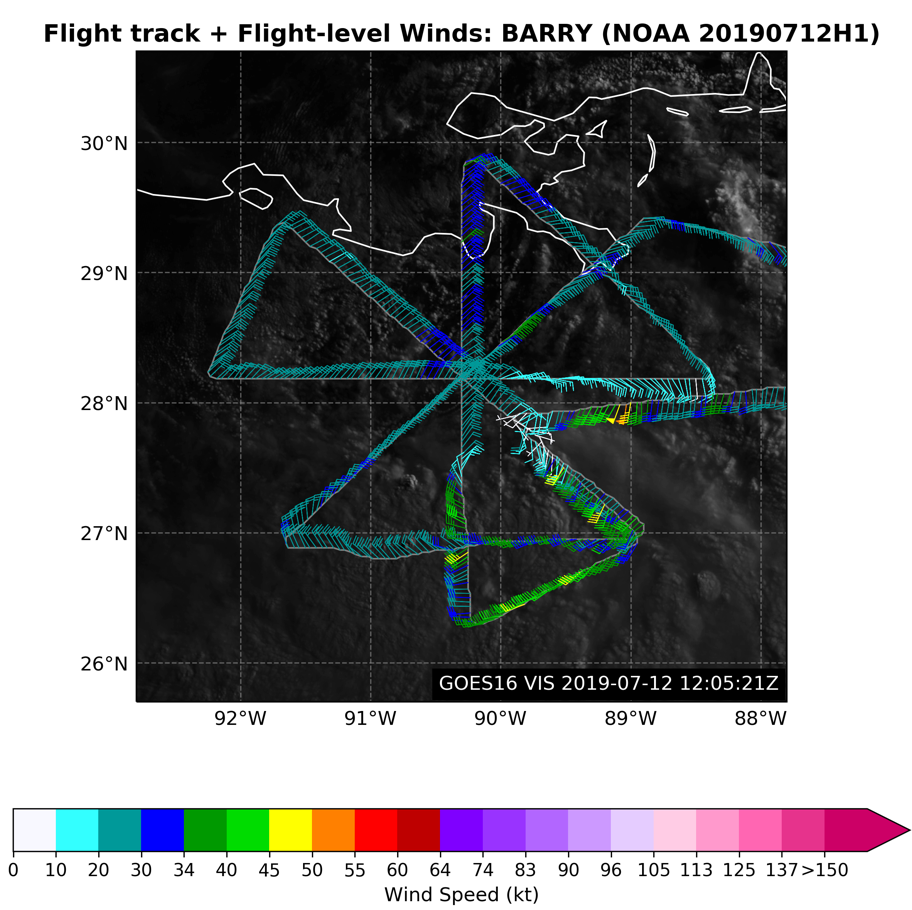 Flight track + Flight-level Winds: BARRY (NOAA 20190712H1)
30°N
29°N
28°N
27°N
26°N
GOES16 VIS 2019-07-12 12:05:21Z
92°W 91°W 90°W 89°W 88°W
0 10 20 30 34 40 45 50 55 60 64 74 83 90 96 105 113 125 137 >150
Wind Speed (kt)